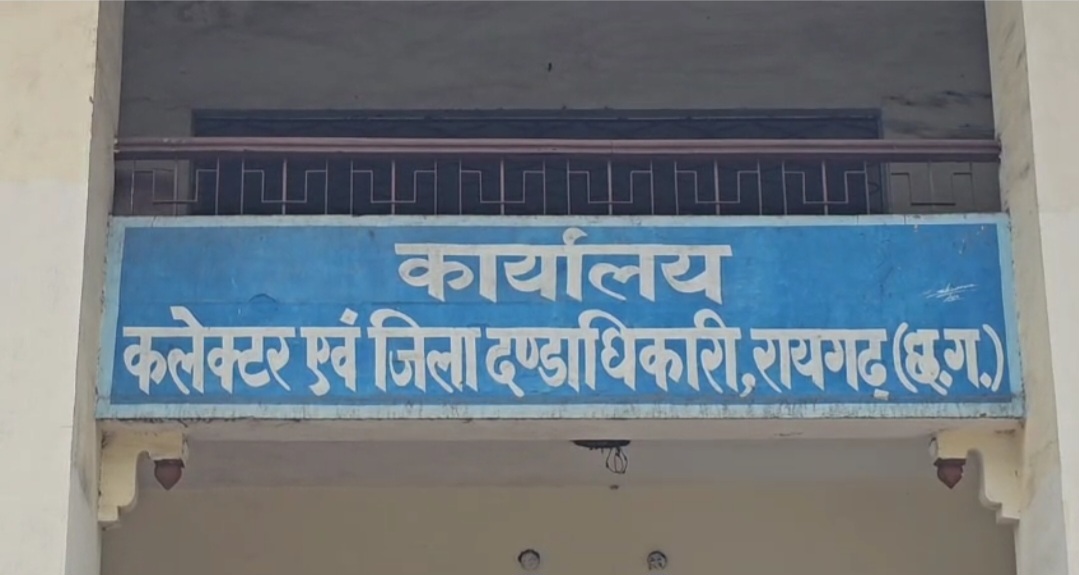 कार्यालय
कलेक्टर एवं जिला दण्डाधिकारी, रायगढ़ (छ.ग.)